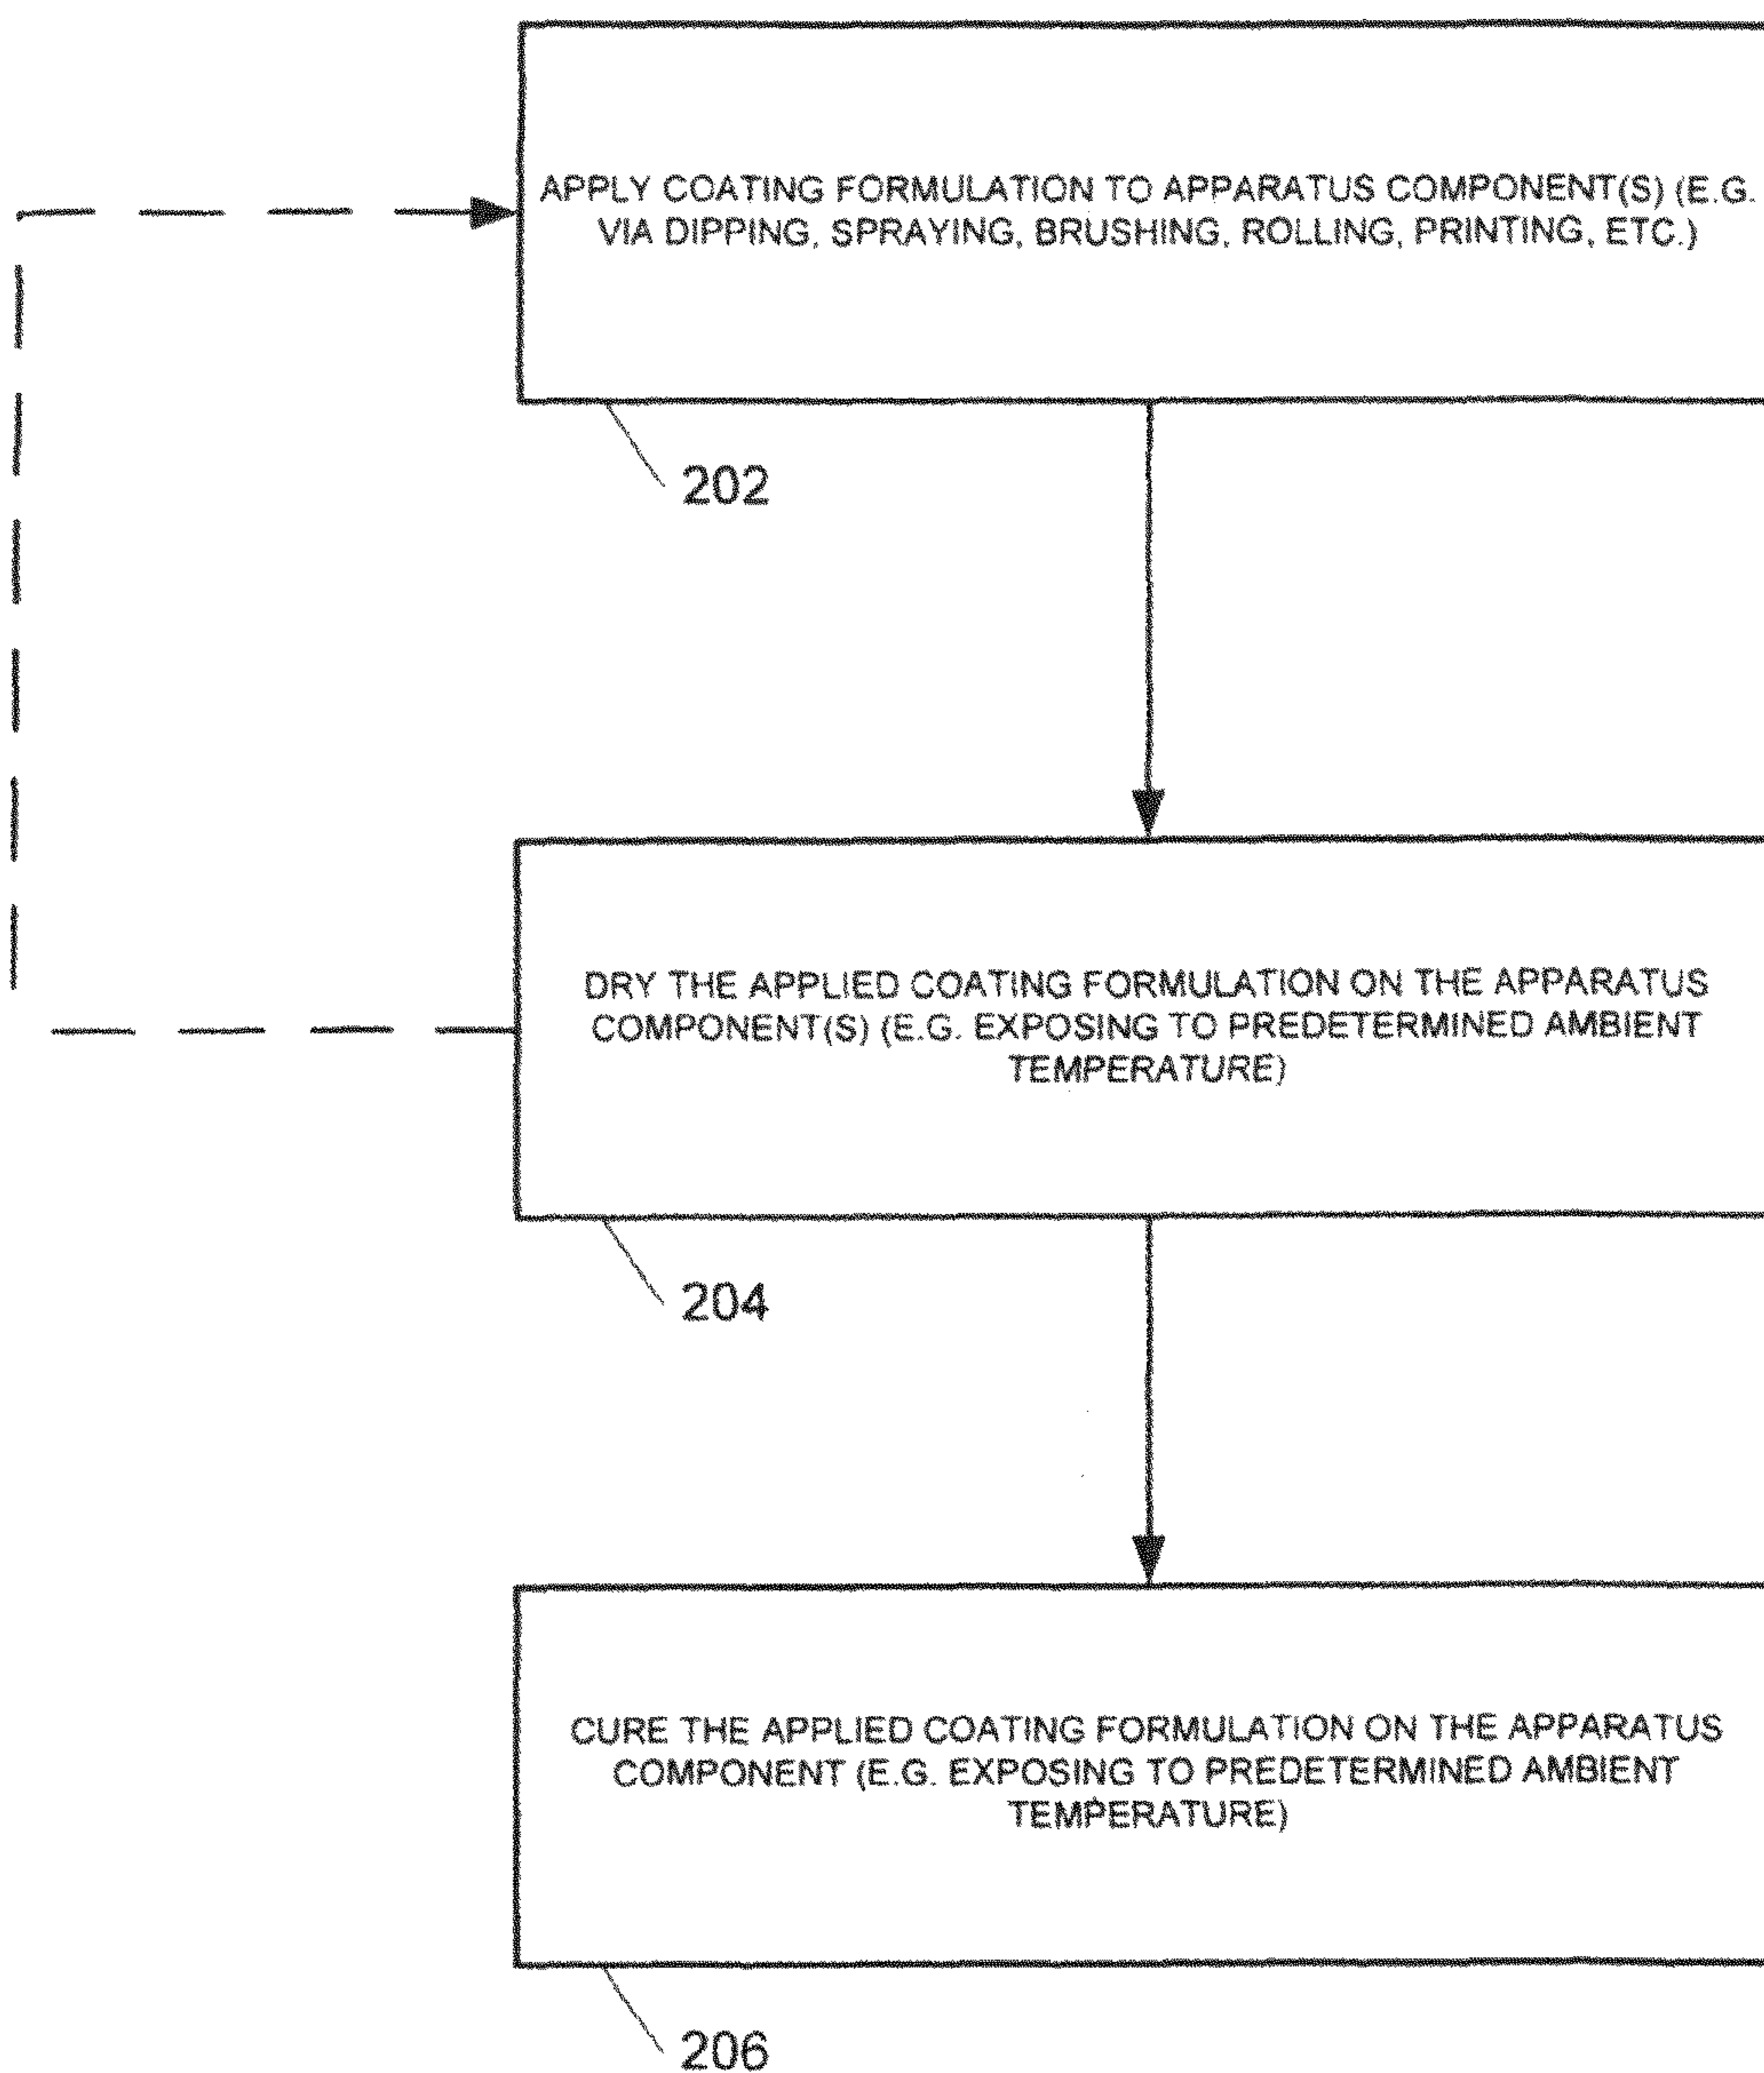 APPLY COATING FORMULATION TO APPARATUS COMPONENT(S) (E.G.
VIA DIPPING, SPRAYING, BRUSHING, ROLLING, PRINTING, ETC.)
202
DRY THE APPLIED COATING FORMULATION ON THE APPARATUS
COMPONENT(S) (E.G. EXPOSING TO PREDETERMINED AMBIENT
TEMPERATURE)
204
CURE THE APPLIED COATING FORMULATION ON THE APPARATUS
COMPONENT (E.G. EXPOSING TO PREDETERMINED AMBIENT
TEMPERATURE)
206